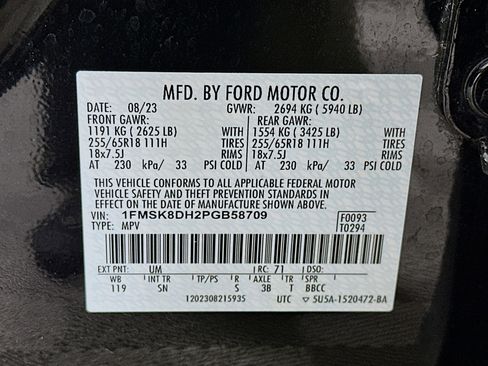 MFD. BY FORD MOTOR CO.
DATE: 08/23 GVWR: 2694 KG ( 5940 LB)
FRONT GAWR: REAR GAWR:
1191 KG ( 2625 LB) WITH 1554 KG ( 3425 LB) WITH
255/65R18 111H TIRES 255/65R18 111H TIRES
18x7.5J RIMS 18x7.5J RIMS
AT 230 kPa/ 33 PSI COLD AT 230 kPa/ 33 PSI COLD
THIS VEHICLE CONFORMS TO ALL APPLICABLE FEDERAL MOTOR
VEHICLE SAFETY AND THEFT PREVENTION STANDARDS IN
EFFECT ON THE DATE OF MANUFACTURE SHOWN ABOVE.
VIN: 1FMSK8DH2PGB58709 F0093
TYPE: MPV T0294
EXT PNT: UM RC: 71 DSO:
WB INT TR TP/PS R AXLE TR SPR
119 SN S 3B T BBCC
1202308215935 UTC ▽ 5U5A-1520472-BA